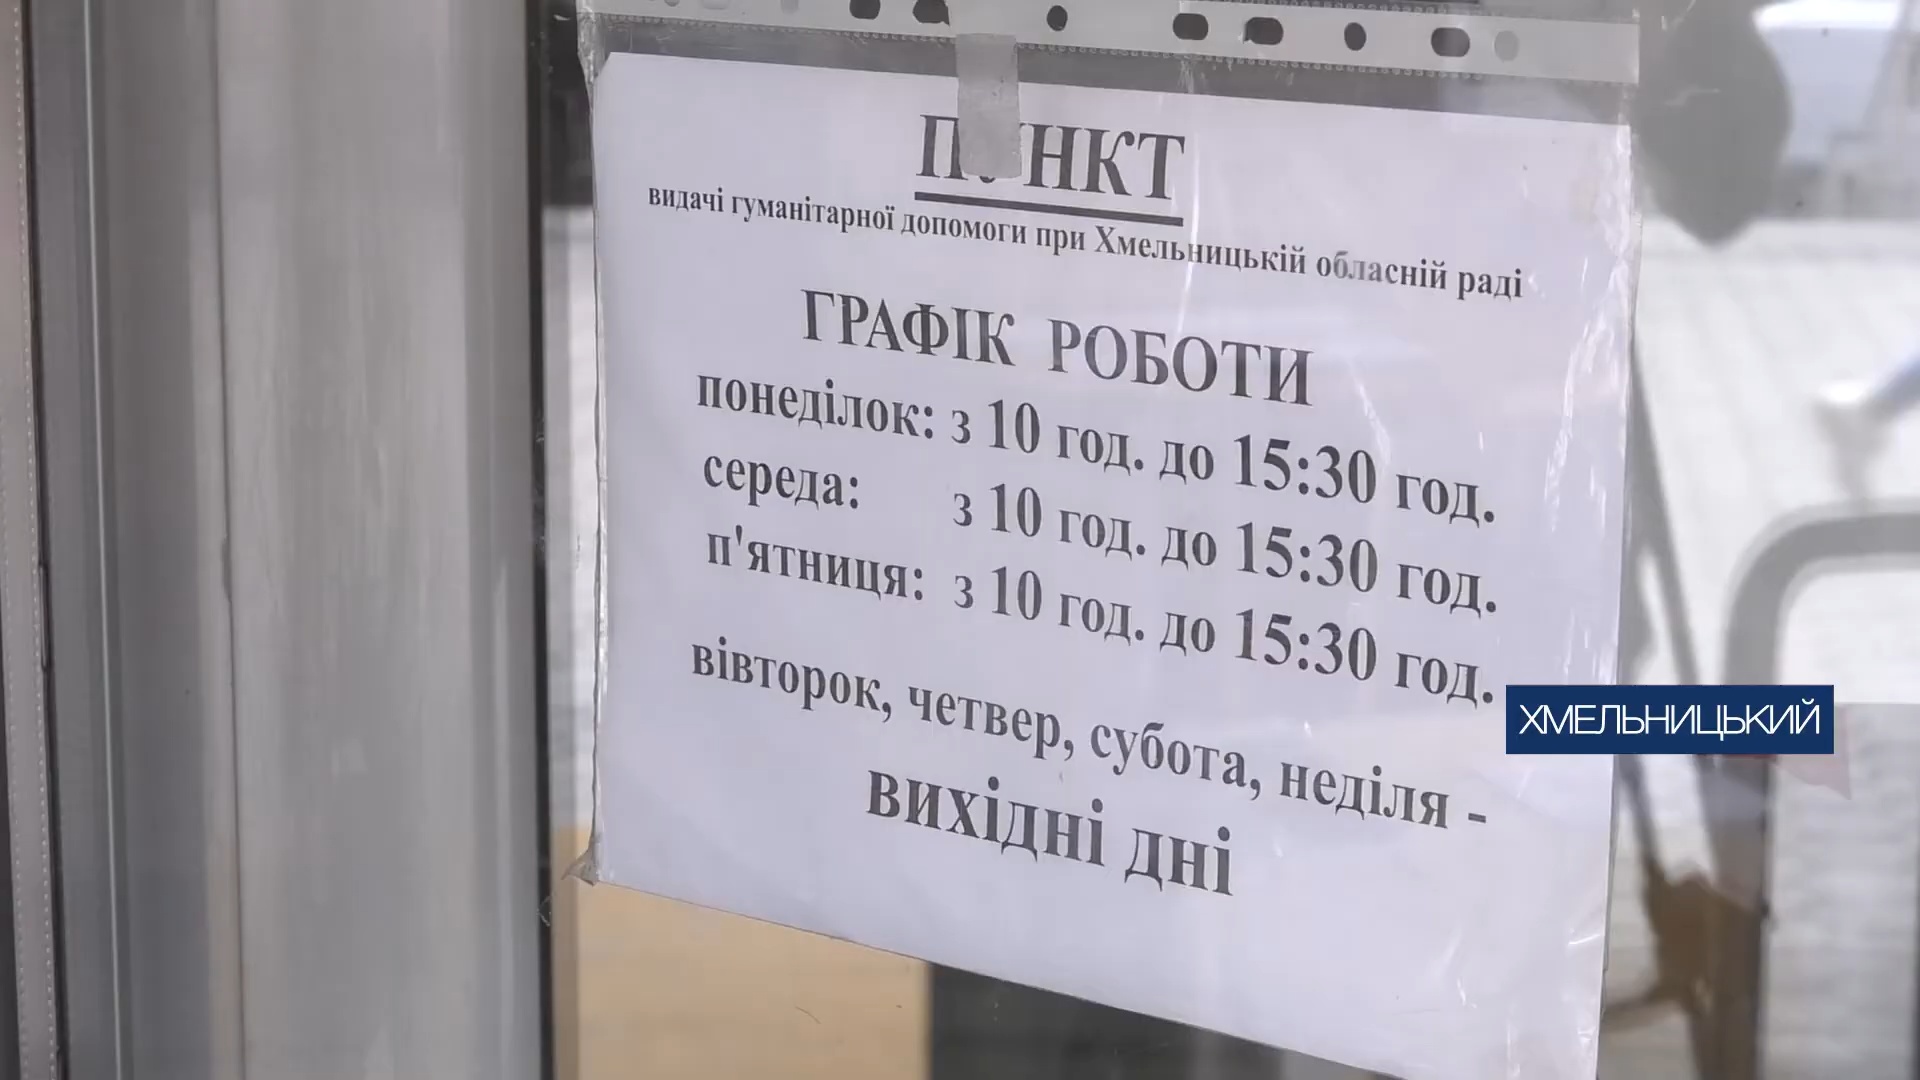 ПУНКТ
видачі гуманітарної допомоги при Хмельницькій обласній раді
ГРАФІК РОБОТИ
понеділок: з 10 год. до 15:30 год.
середа: з 10 год. до 15:30 год.
п'ятниця: з 10 год. до 15:30 год.
вівторок, четвер, субота, неділя -
вихідні дні
ХМЕЛЬНИЦЬКИЙ